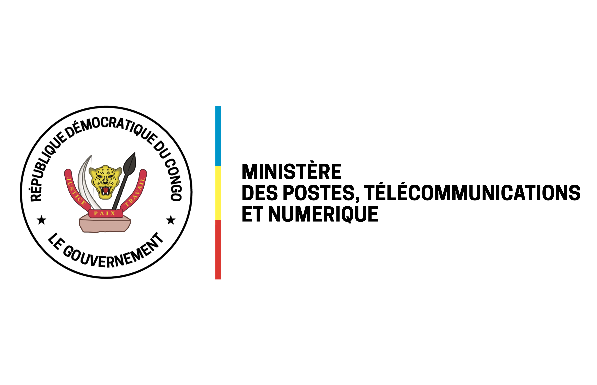 RÉPUBLIQUE DÉMOCRATIQUE DU CONGO
JUSTICE
PAIX
TRAVAIL
LE GOUVERNEMENT
MINISTÈRE
DES POSTES, TÉLÉCOMMUNICATIONS
ET NUMERIQUE